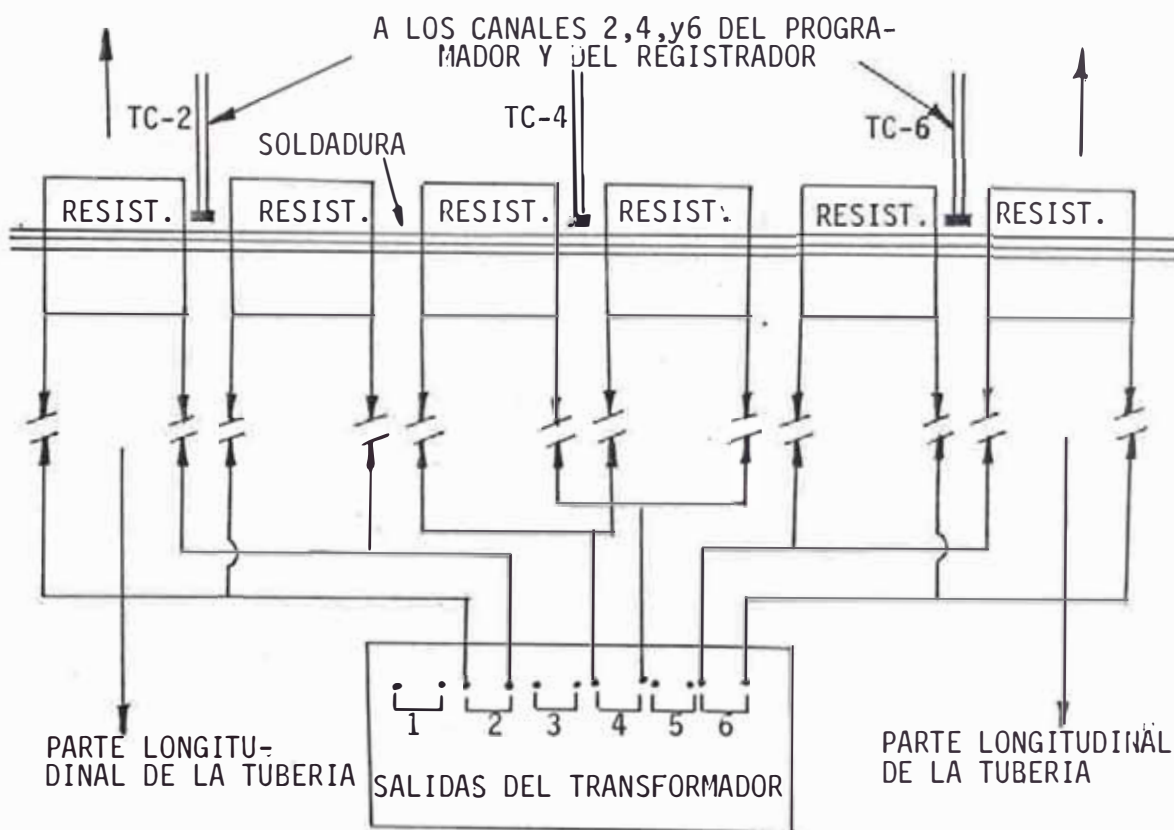 A LOS CANALES 2,4,y6 DEL PROGRA-
MADOR Y DEL REGISTRADOR
TC-2
TC-4
TC-6
SOLDADURA
RESIST.
RESIST.
RESIST.
RESIST.
RESIST.
RESIST.
1
2
3
4
5
6
PARTE LONGITU-
DINAL DE LA TUBERIA
SALIDAS DEL TRANSFORMADOR
PARTE LONGITUDINAL
DE LA TUBERIA